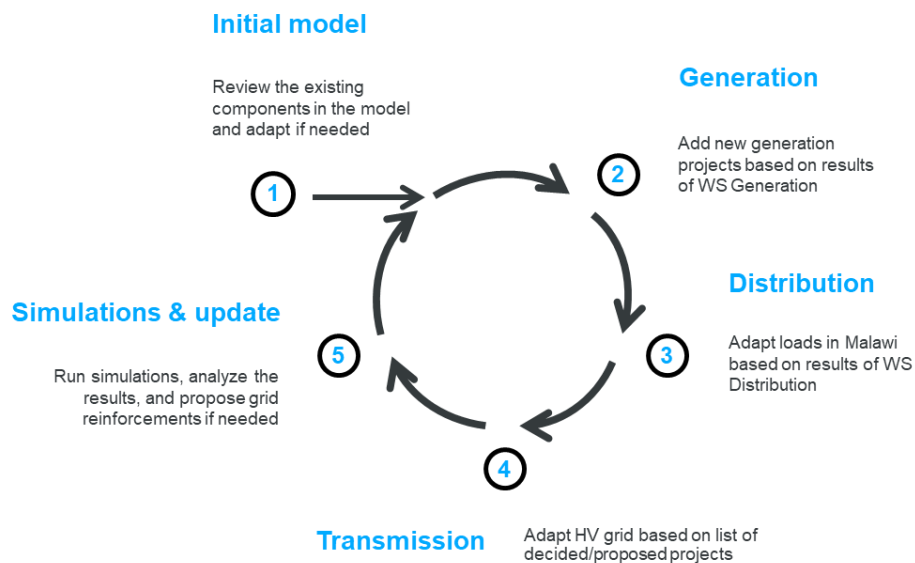 Initial model
Review the existing
components in the model
and adapt if needed
1
Generation
Add new generation
projects based on results
of WS Generation
2
Distribution
Adapt loads in Malawi
based on results of WS
Distribution
3
Transmission
Adapt HV grid based on list of
decided/proposed projects
4
Simulations & update
Run simulations, analyze the
results, and propose grid
reinforcements if needed
5